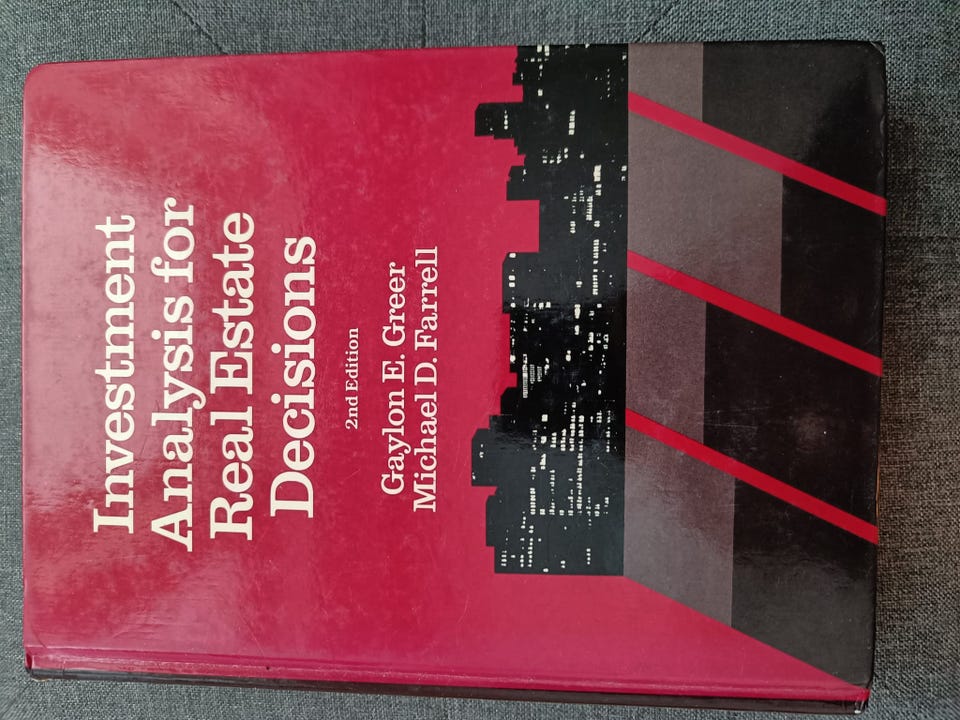 Investment
Analysis for
Real Estate
Decisions
2nd Edition
Gaylon E. Greer
Michael D. Farrell